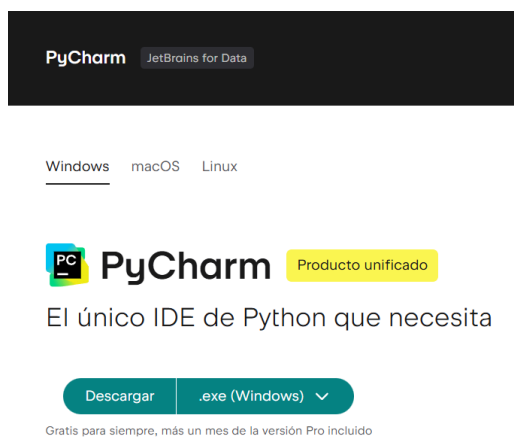 PyCharm JetBrains for Data
Windows macOS Linux
PC PyCharm Producto unificado
El único IDE de Python que necesita
Descargar .exe (Windows)
Gratis para siempre, más un mes de la versión Pro incluido